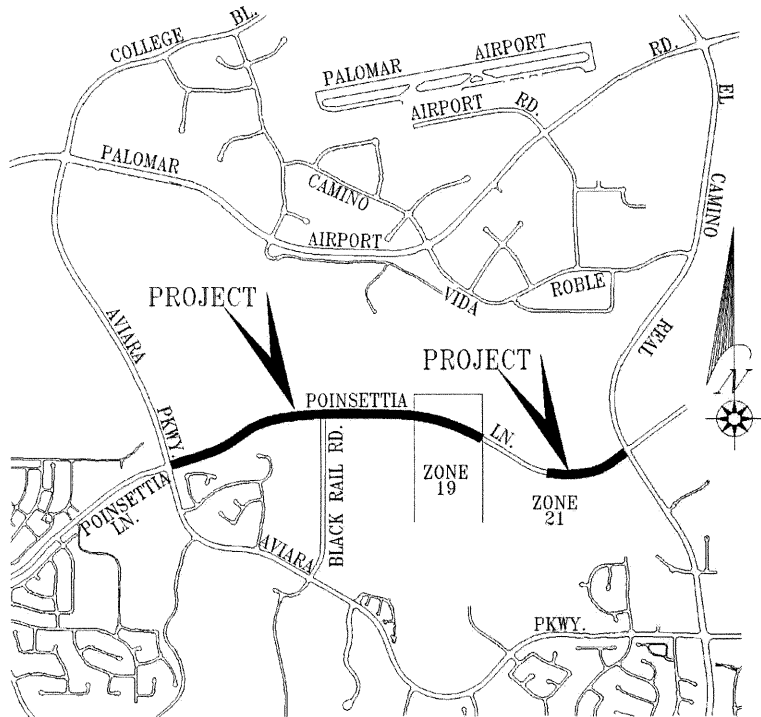 COLLEGE BL.
PALOMAR AIRPORT
RD.
AIRPORT RD.
EL CAMINO REAL
PALOMAR
CAMINO
AIRPORT
VIDA
ROBLE
PROJECT
AVIARA PKWY.
PROJECT
POINSETTIA LN.
N
POINSETTIA
LN.
BLACK RAIL RD.
ZONE
19
ZONE
21
AVIARA
PKWY.